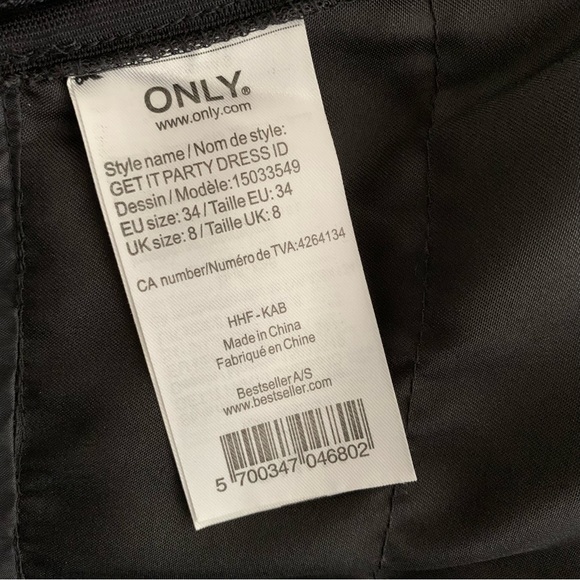 ONLY®
www.only.com
Style name/Nom de style:
GET IT PARTY DRESS ID
Dessin/Modèle:15033549
EU size: 34/Taille EU: 34
UK size: 8/Taille UK: 8
CA number/Numéro de TVA:4264134
HHF-KAB
Made in China
Fabriqué en Chine
Bestseller A/S
www.bestseller.com
5 700347 046802